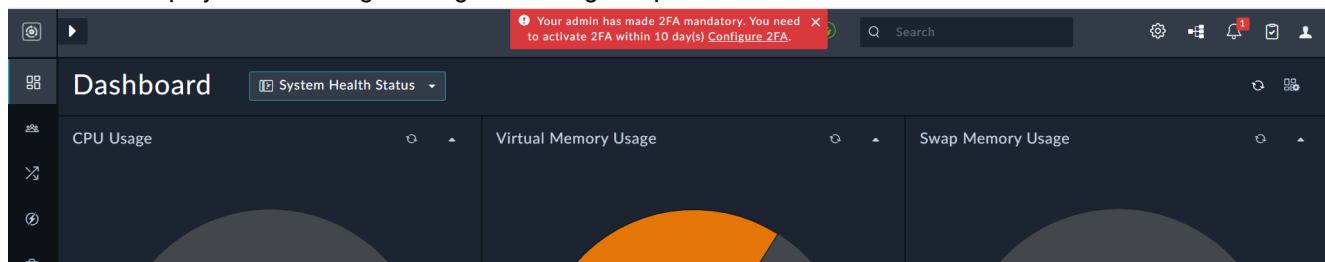 Your admin has made 2FA mandatory. You need
to activate 2FA within 10 day(s) Configure 2FA.
Search
1
Dashboard
System Health Status
CPU Usage
Virtual Memory Usage
Swap Memory Usage